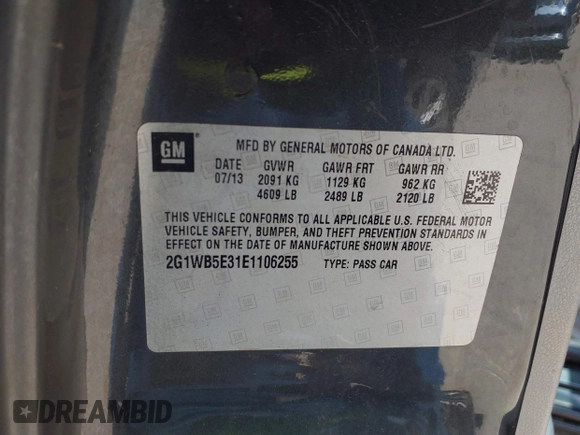 GM
MFD BY GENERAL MOTORS OF CANADA LTD.
DATE GVWR GAWR FRT GAWR RR
07/13 2091 KG 1129 KG 962 KG
4609 LB 2489 LB 2120 LB
THIS VEHICLE CONFORMS TO ALL APPLICABLE U.S. FEDERAL MOTOR
VEHICLE SAFETY, BUMPER, AND THEFT PREVENTION STANDARDS IN
EFFECT ON THE DATE OF MANUFACTURE SHOWN ABOVE.
2G1WB5E31E1106255 TYPE: PASS CAR
DREAMBID